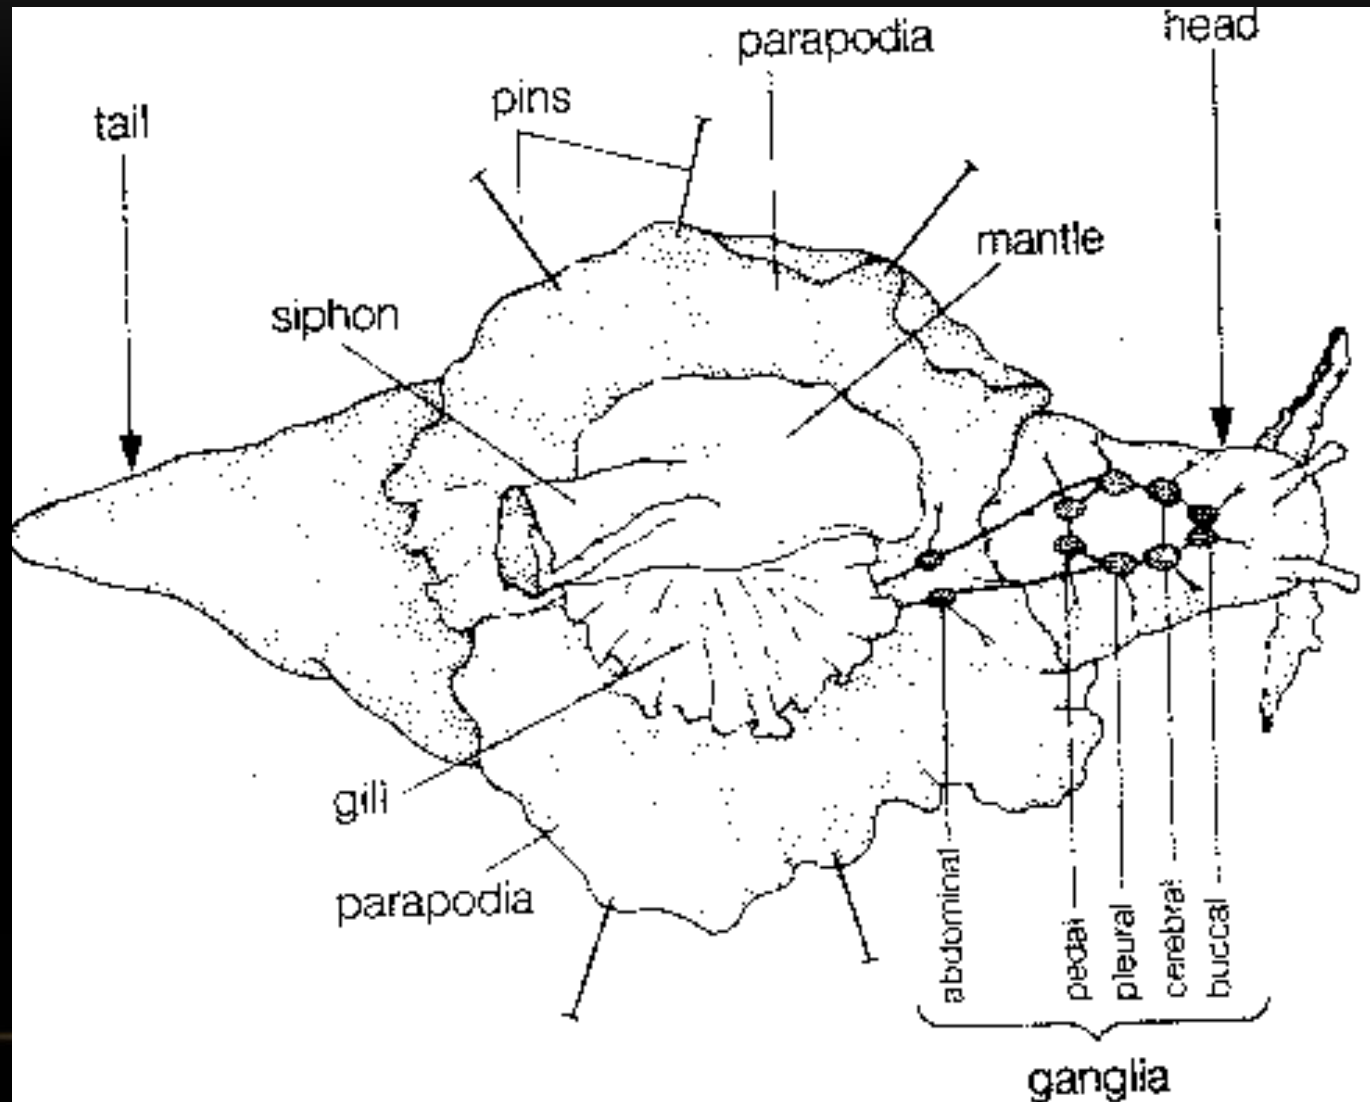 head
parapodia
pins
tail
mantle
siphon
gill
parapodia
abdominal
pedal
pleural
cerebral
buccal
ganglia